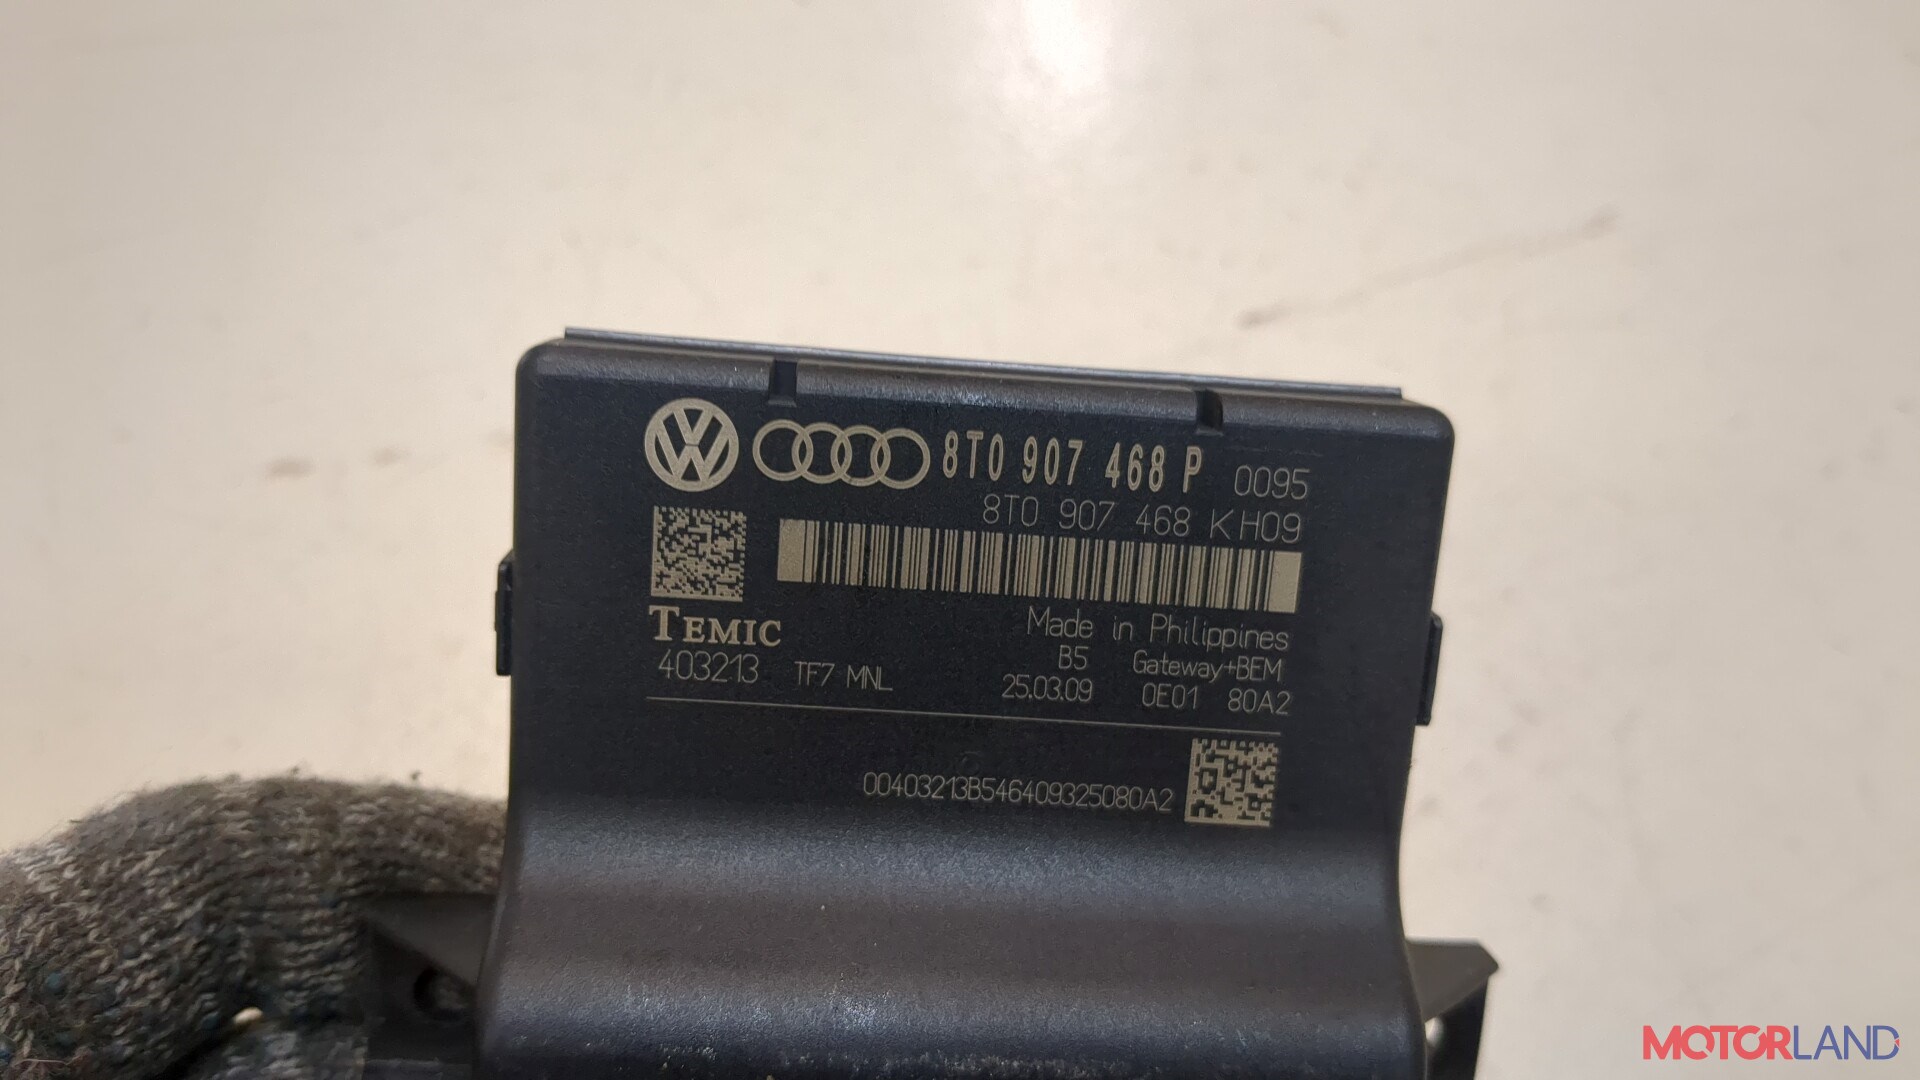 8T0 907 468 P 0095
8T0 907 468 K H09
TEMIC
Made in Philippines
B5 Gateway+BEM
403213 TF7 MNL 25.03.09 0E01 80A2
00403213B546409325080A2
MOTORLAND